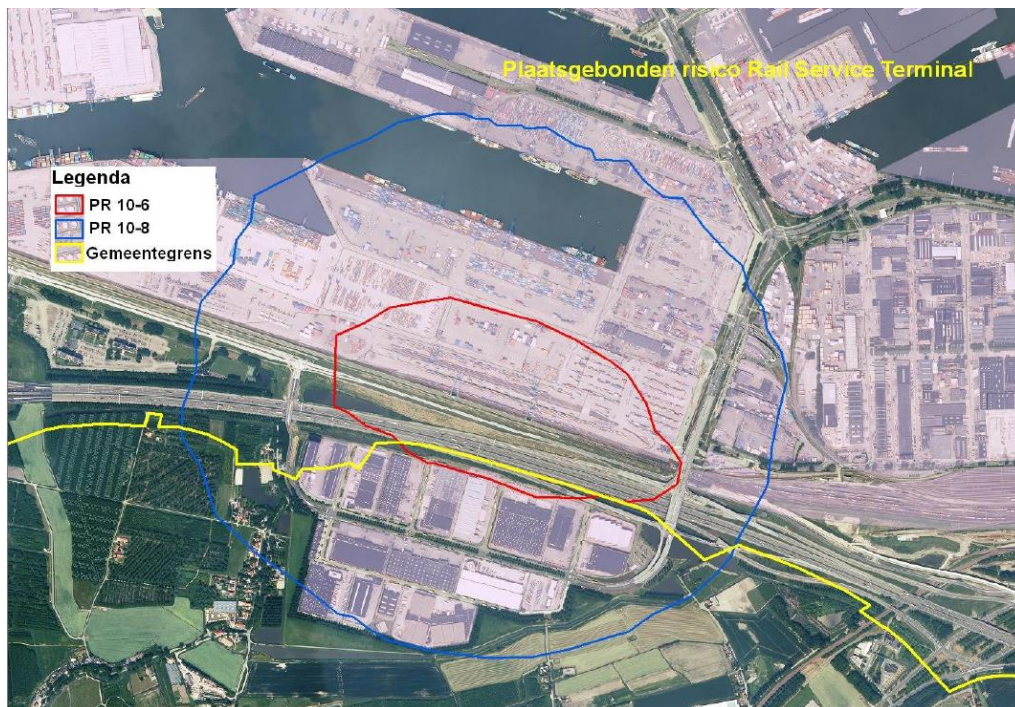 Plaatsgebonden risico Rail Service Terminal
Legenda
PR 10-6
PR 10-8
Gemeentegrens